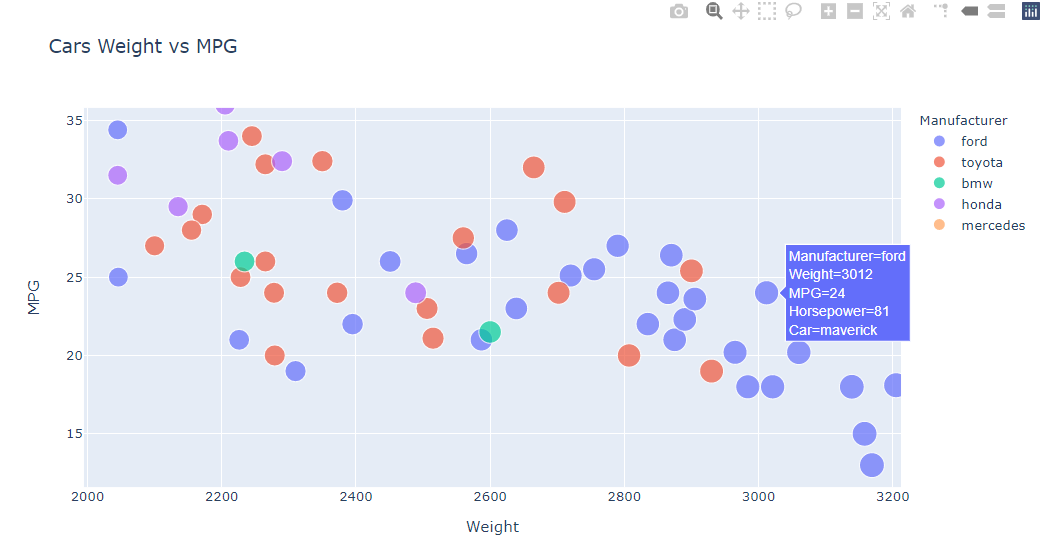 Cars Weight vs MPG
Manufacturer
ford
toyota
bmw
honda
mercedes
Manufacturer=ford
Weight=3012
MPG=24
Horsepower=81
Car=maverick
MPG
35
30
25
20
15
2000 2200 2400 2600 2800 3000 3200
Weight